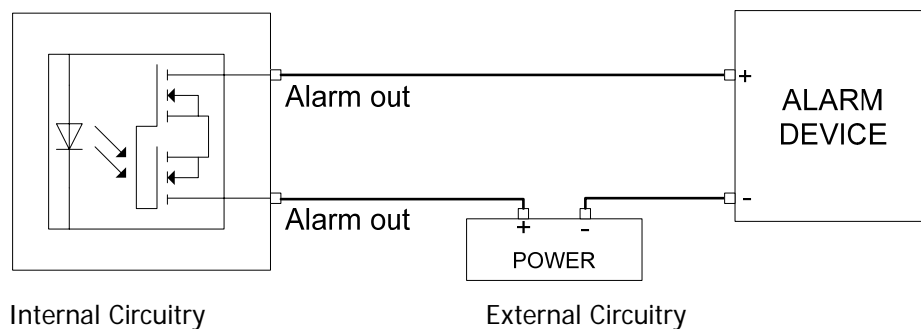 Alarm out
+
ALARM
DEVICE
Alarm out
-
+ -
POWER
Internal Circuitry
External Circuitry